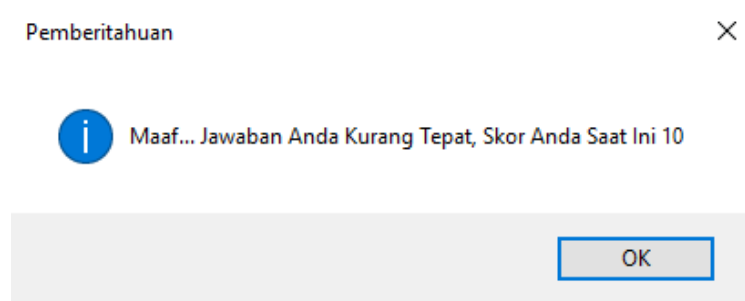 Pemberitahuan
Maaf... Jawaban Anda Kurang Tepat, Skor Anda Saat Ini 10
OK